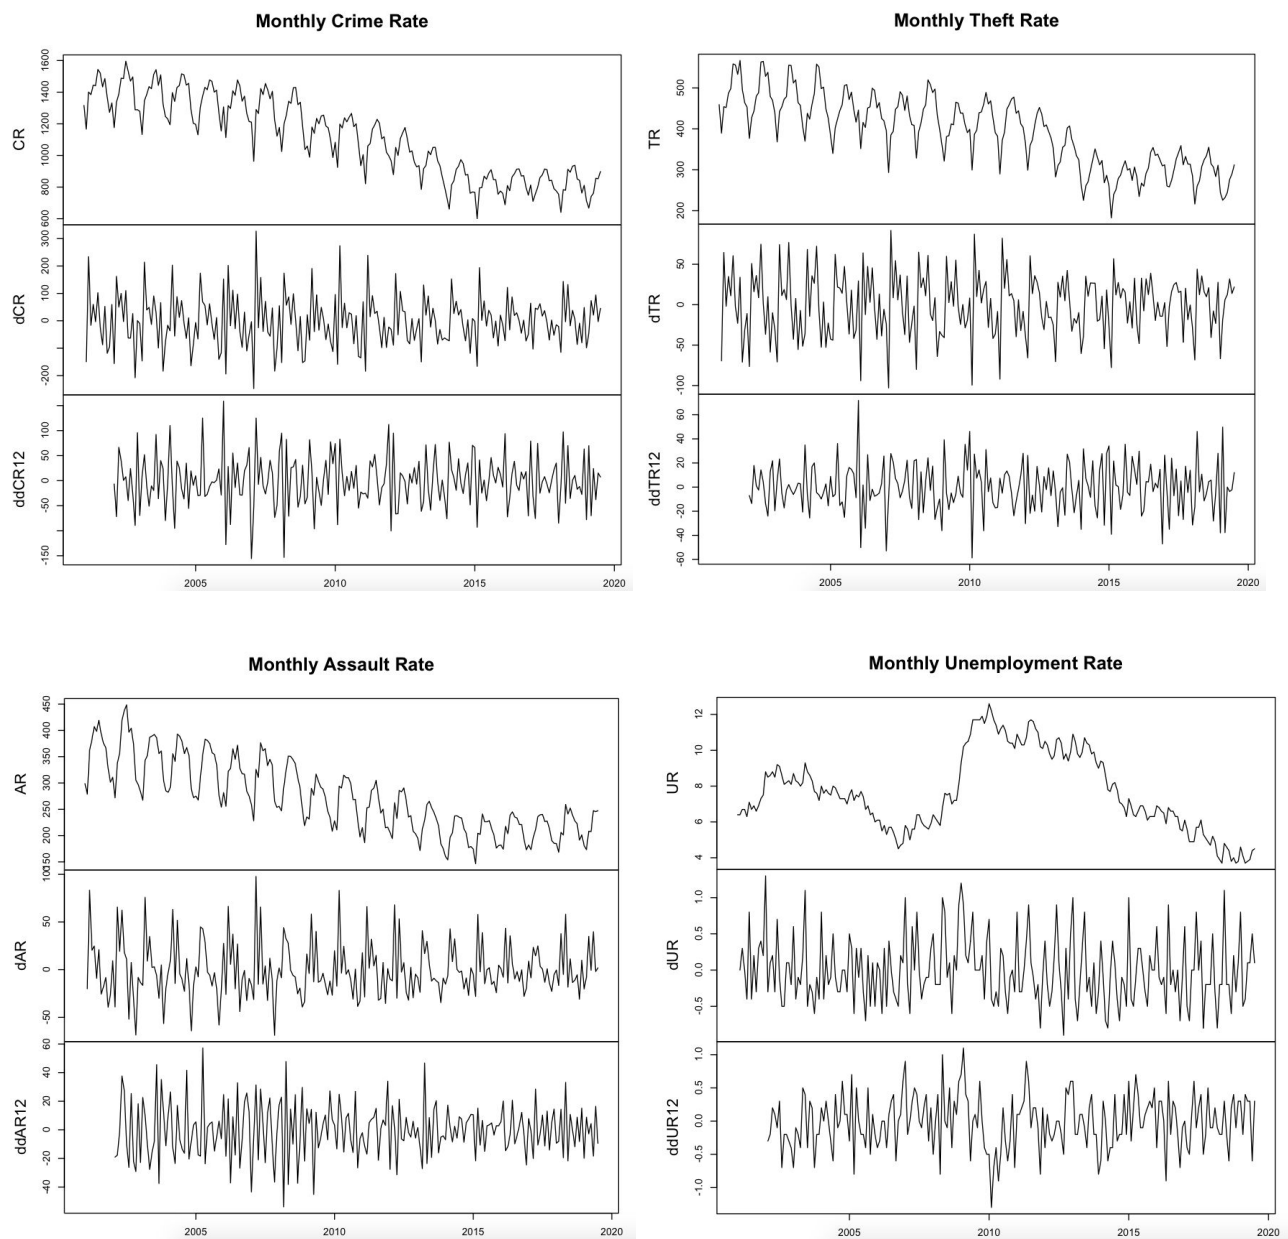 Monthly Crime Rate
CR
600 800 1000 1200 1400 1600
dCR
-200 0 100 200 300
ddCR12
-150 -50 0 50 100
2005 2010 2015 2020
Monthly Theft Rate
TR
200 300 400 500
dTR
-100 -50 0 50
ddTR12
-60 -40 -20 0 20 40 60
2005 2010 2015 2020
Monthly Assault Rate
AR
150 200 250 300 350 400 450
dAR
-50 0 50 100
ddAR12
40 20 0 20 40 60
2005 2010 2015 2020
Monthly Unemployment Rate
UR
4 6 8 10 12
dUR
-0.5 0.0 0.5 1.0
ddUR12
-1.0 -0.5 0.0 0.5 1.0
2005 2010 2015 2020